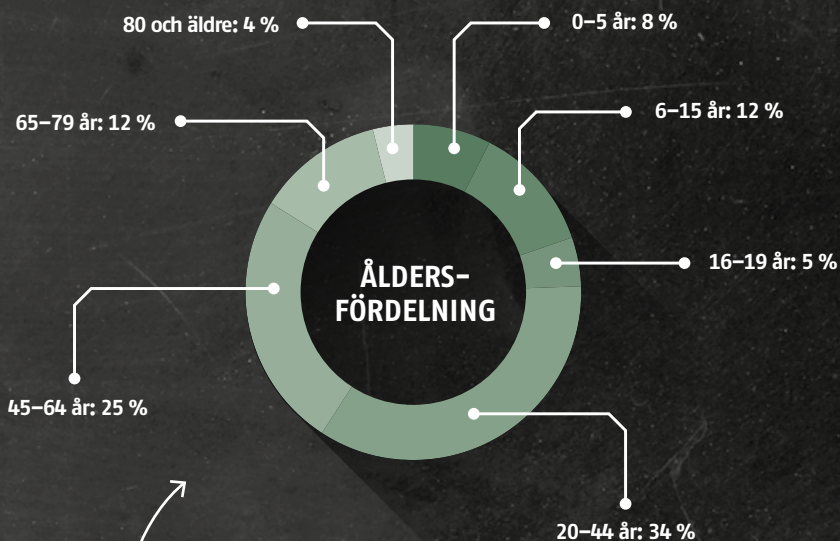 80 och äldre: 4 %
0–5 år: 8 %
6–15 år: 12 %
65–79 år: 12 %
16–19 år: 5 %
ÅLDERS–
FÖRDELNING
45–64 år: 25 %
20–44 år: 34 %